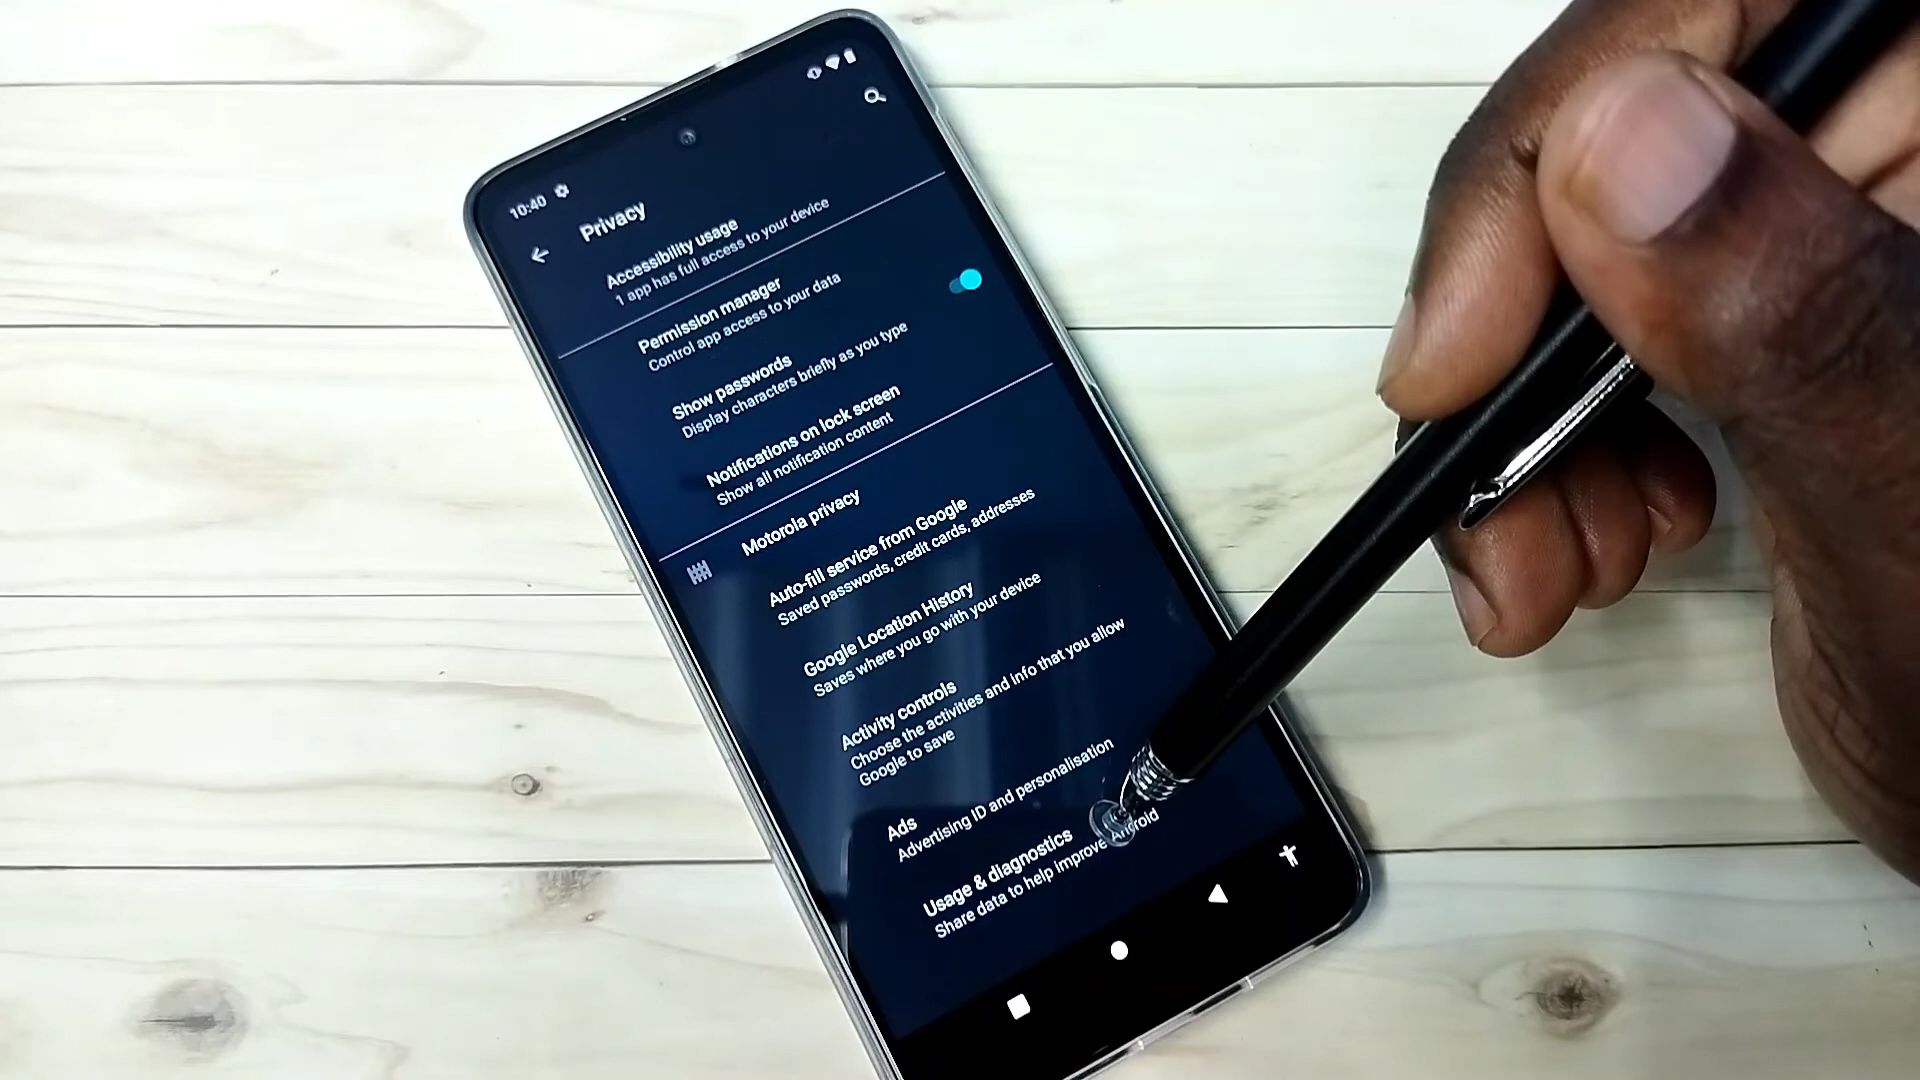 10:40
Privacy
Accessibility usage
1 app has full access to your device
Permission manager
Control app access to your data
Show passwords
Display characters briefly as you type
Notifications on lock screen
Show all notification content
Motorola privacy
Auto-fill service from Google
Saved passwords, credit cards, addresses
Google Location History
Saves where you go with your device
Activity controls
Choose the activities and info that you allow
Google to save
Ads
Advertising ID and personalisation
Usage & diagnostics
Share data to help improve Android